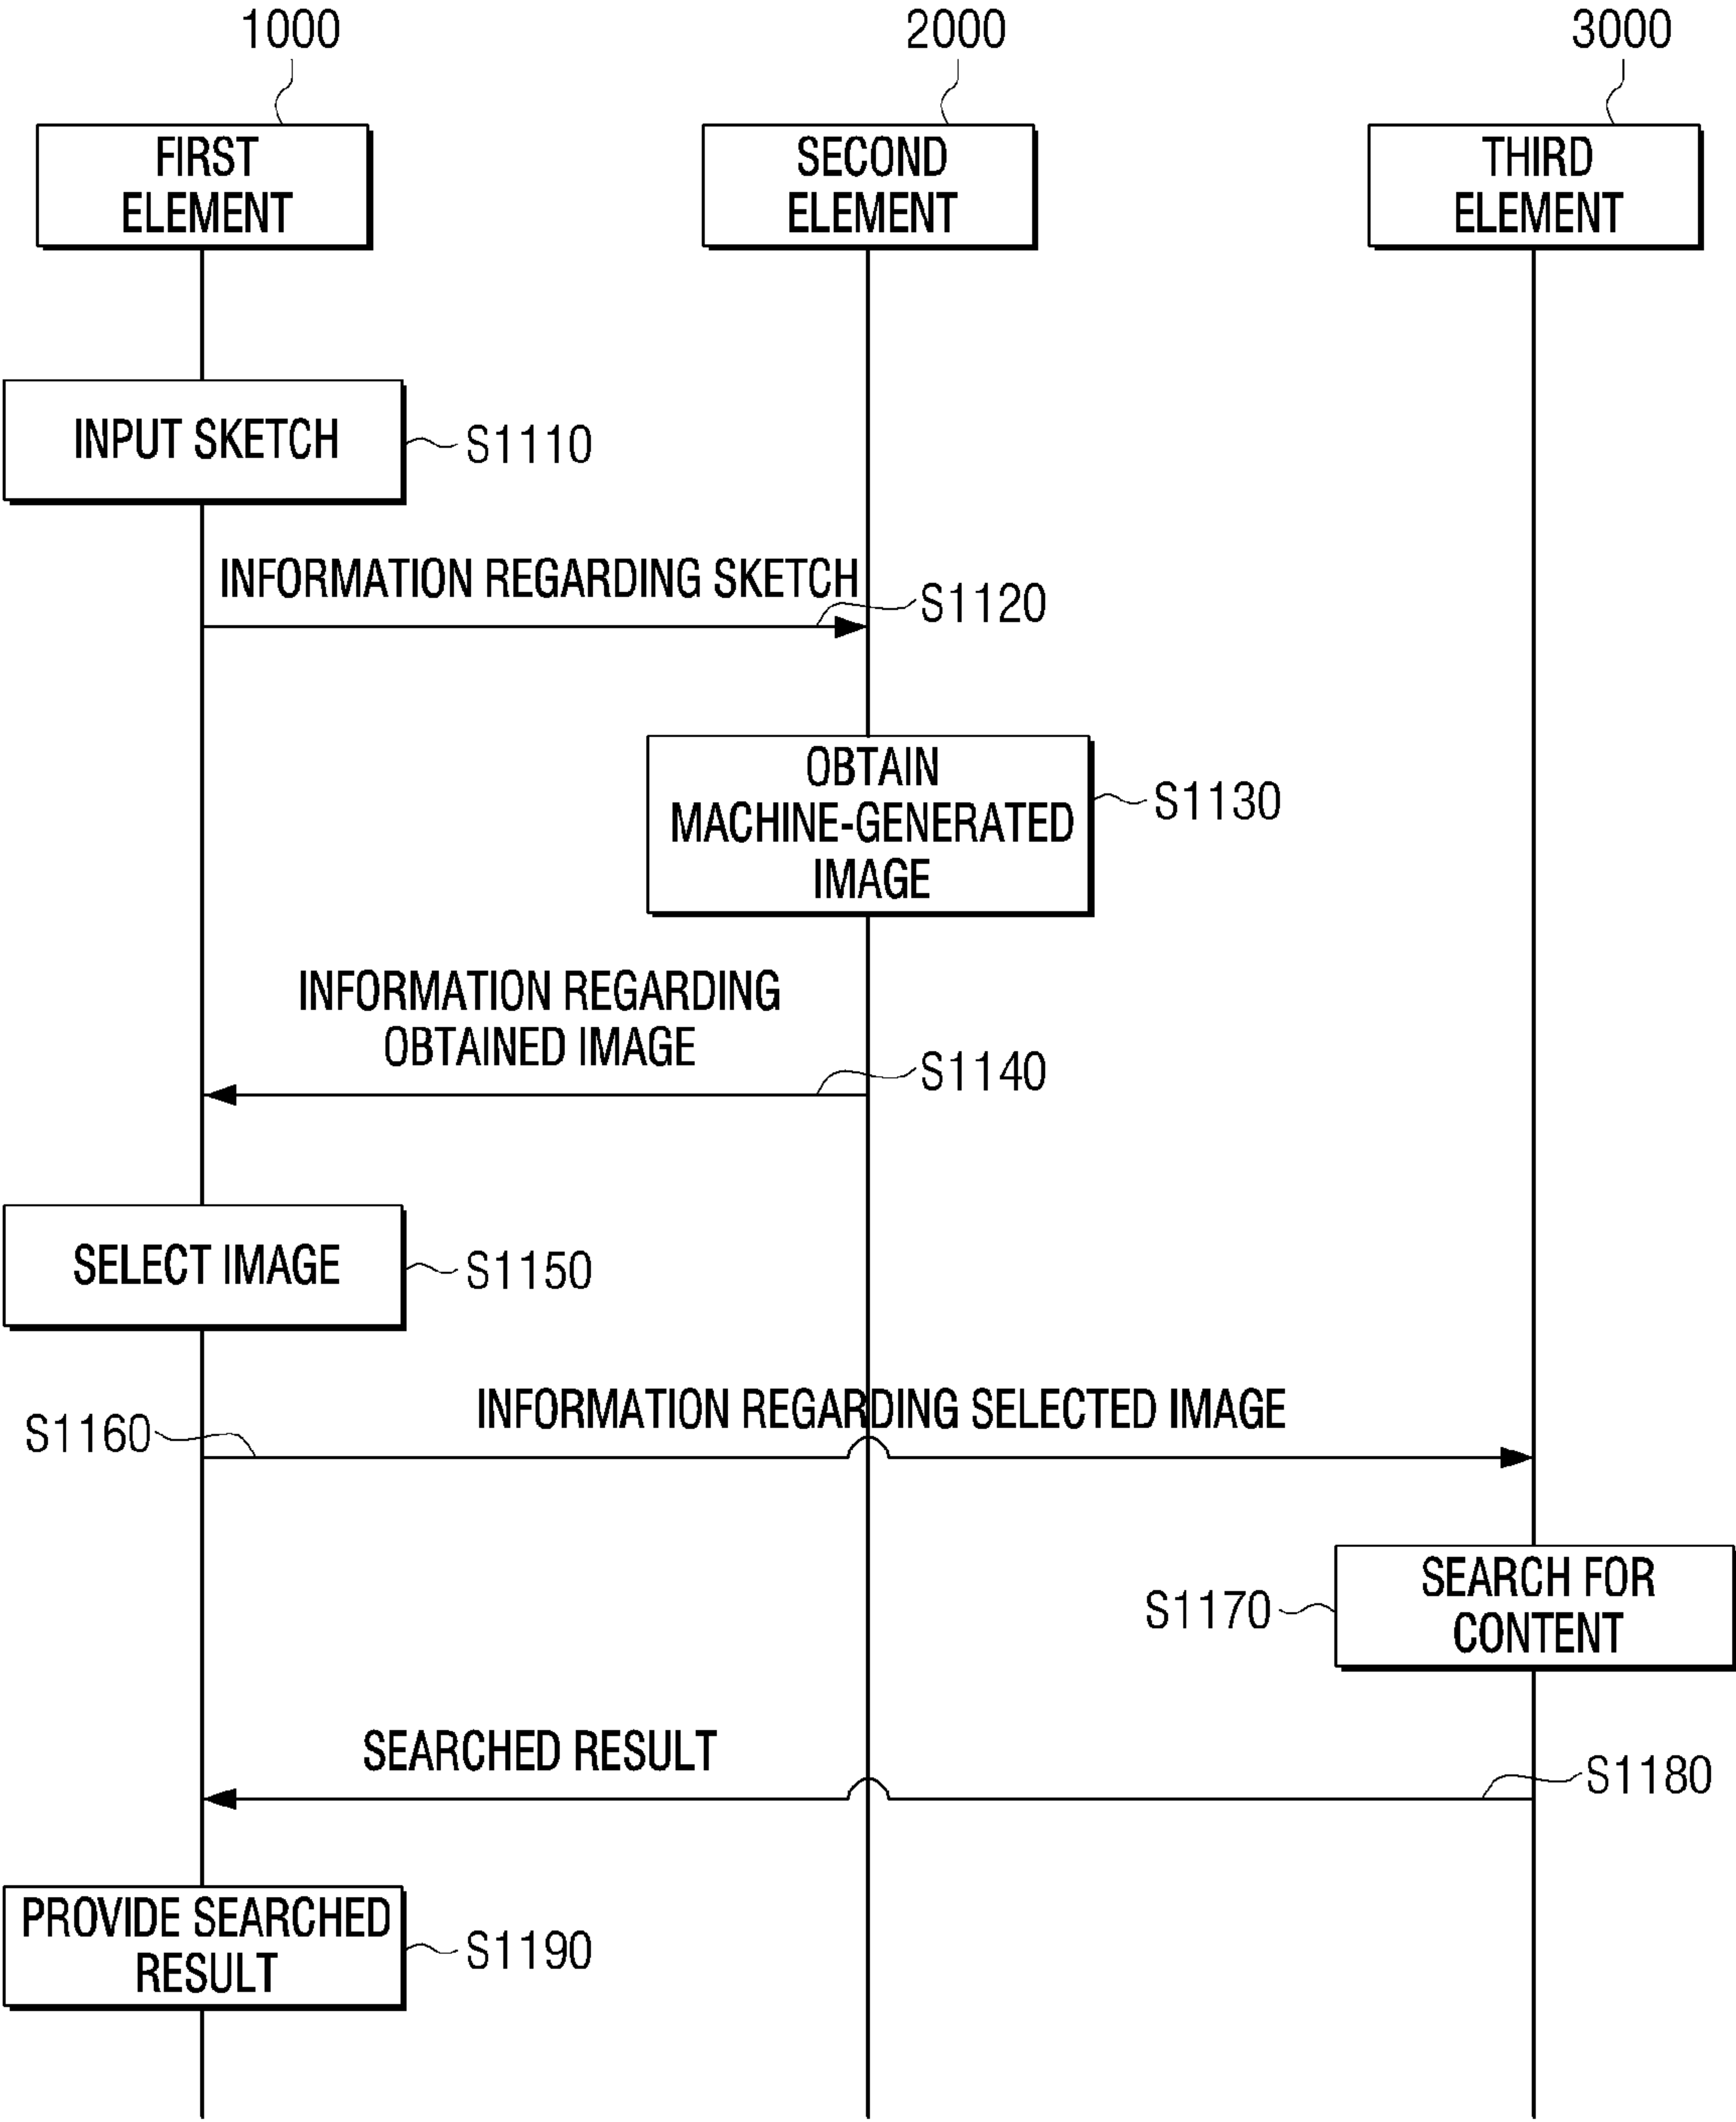 1000
2000
3000
FIRST
ELEMENT
SECOND
ELEMENT
THIRD
ELEMENT
INPUT SKETCH
S1110
INFORMATION REGARDING SKETCH
S1120
OBTAIN
MACHINE-GENERATED
IMAGE
S1130
INFORMATION REGARDING
OBTAINED IMAGE
S1140
SELECT IMAGE
S1150
INFORMATION REGARDING SELECTED IMAGE
S1160
SEARCH FOR
CONTENT
S1170
SEARCHED RESULT
S1180
PROVIDE SEARCHED
RESULT
S1190